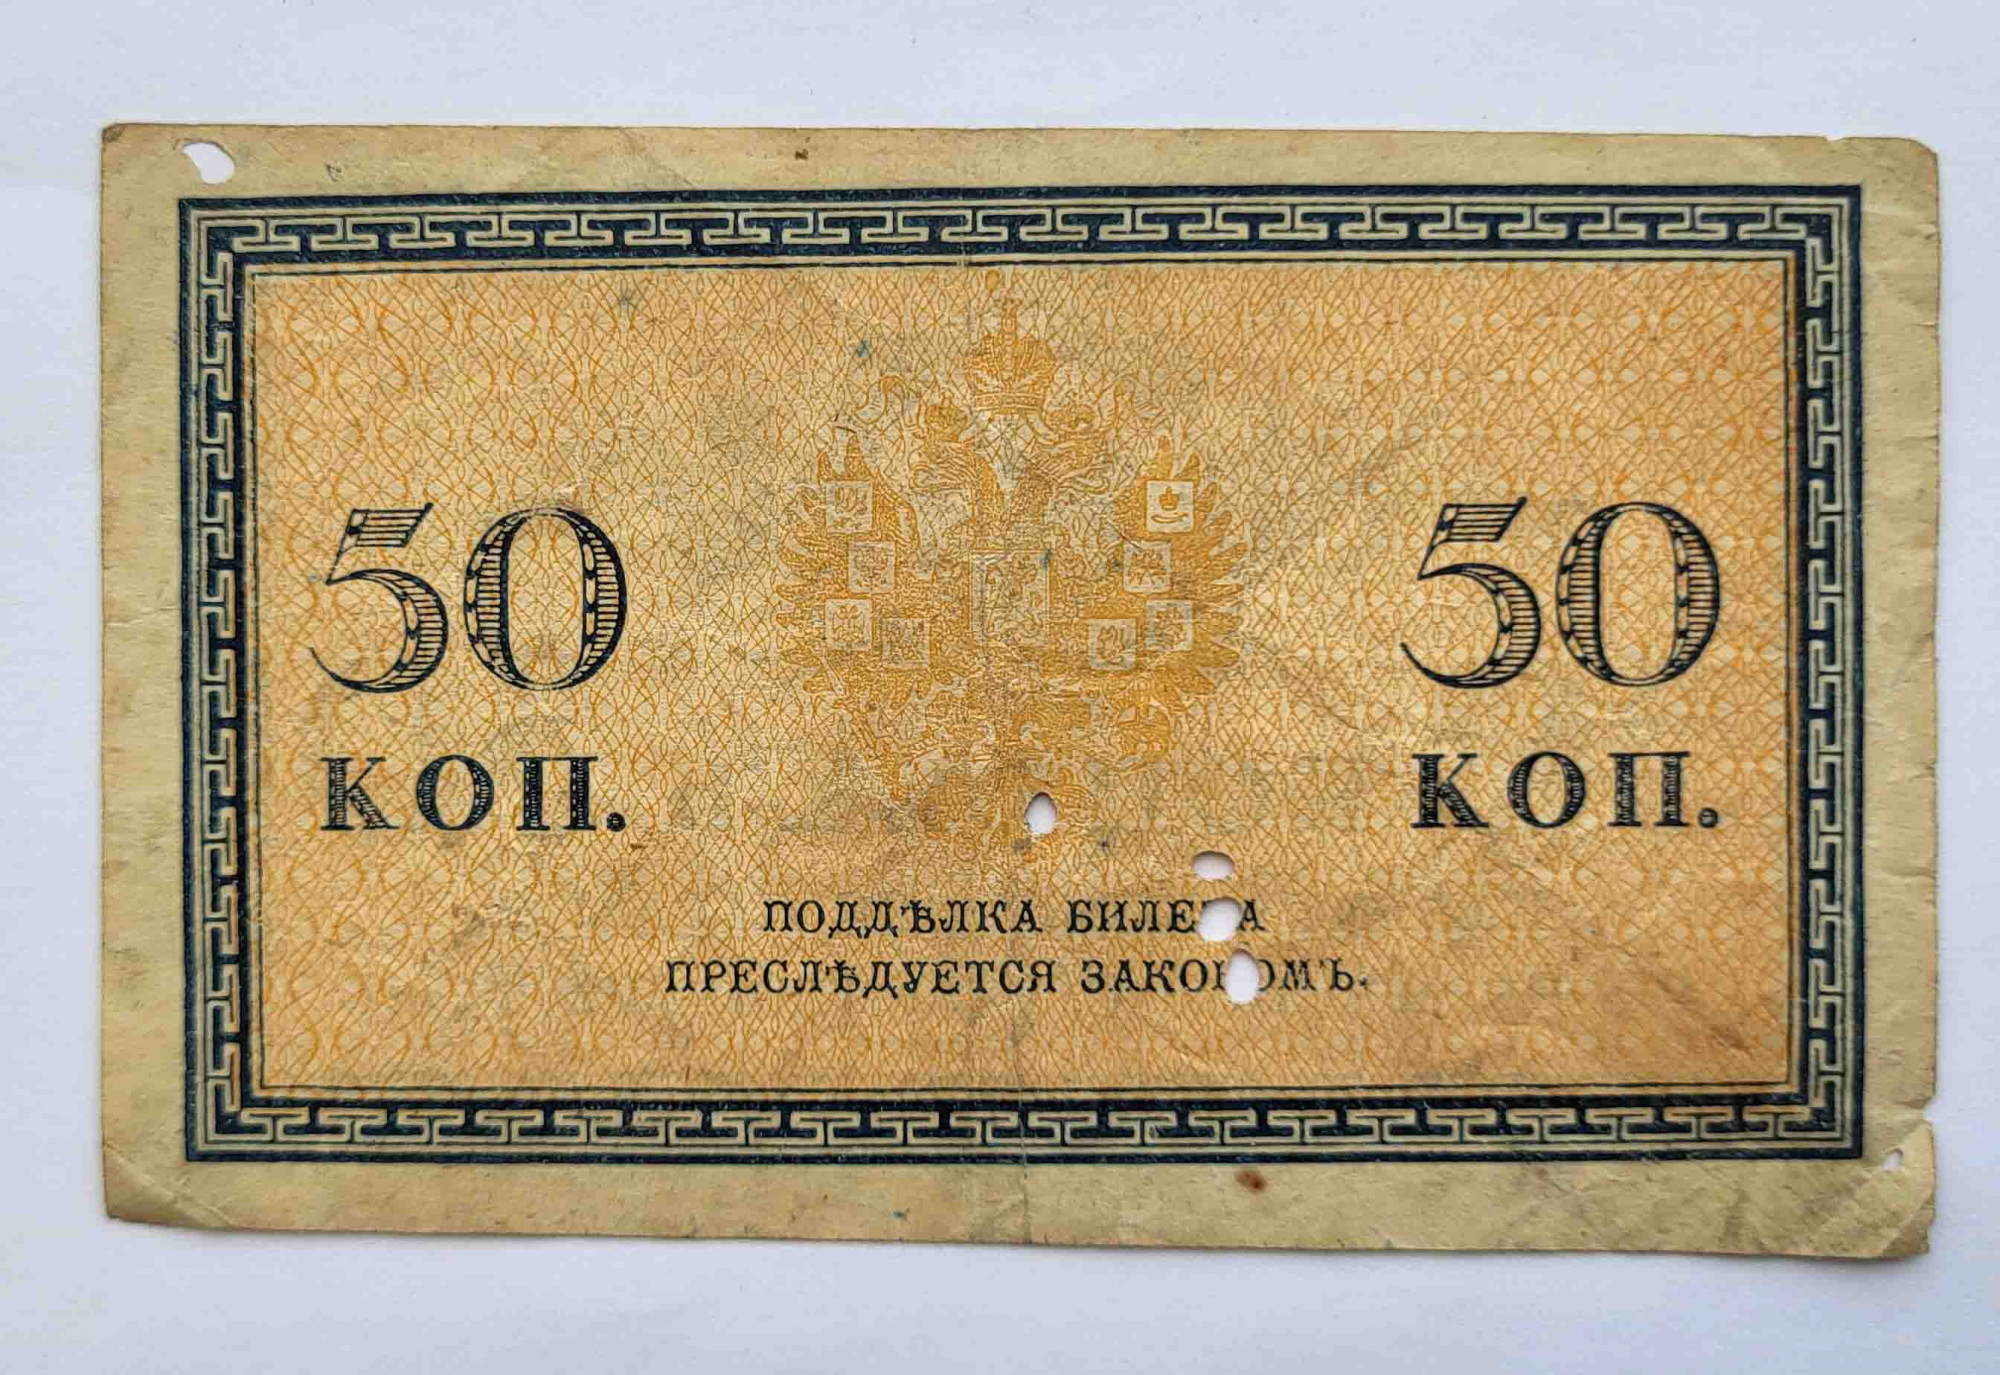 50 50
КОП. КОП.
ПОДДѢЛКА БИЛЕТА
ПРЕСЛѢДУЕТСЯ ЗАКОНОМЪ.